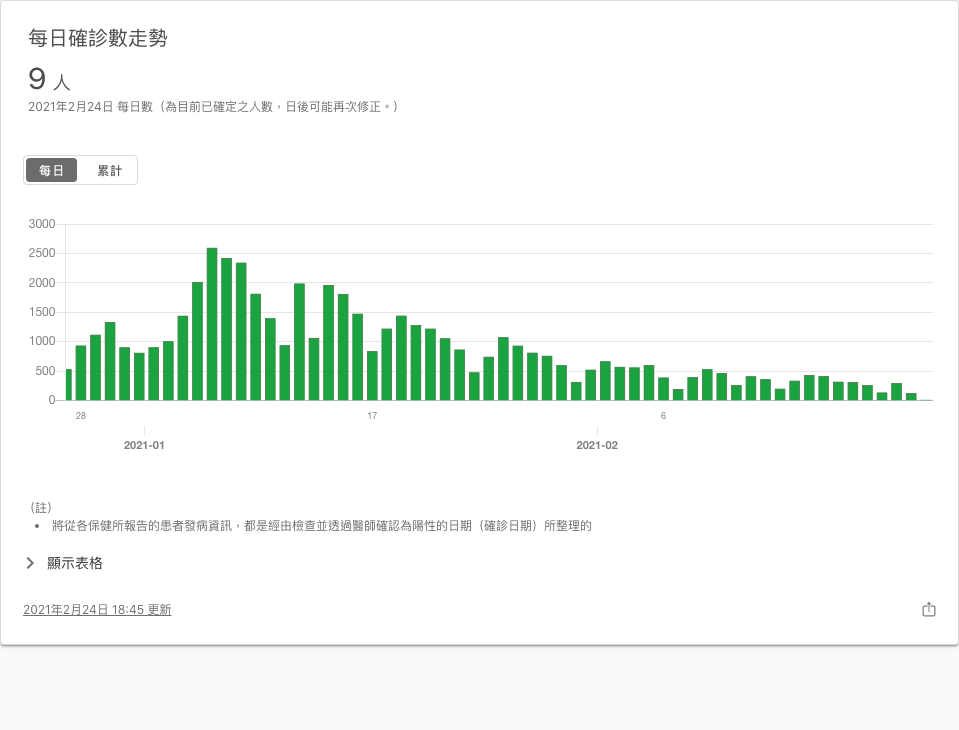 每日確診數走勢
9 人
2021年2月24日 每日數（為目前已確定之人數，日後可能再次修正。）
每日 累計
3000
2500
2000
1500
1000
500
0
28 17 6
2021-01 2021-02
（註）
• 將從各保健所報告的患者發病資訊，都是經由檢查並透過醫師確認為陽性的日期（確診日期）所整理的
顯示表格
2021年2月24日 18:45 更新